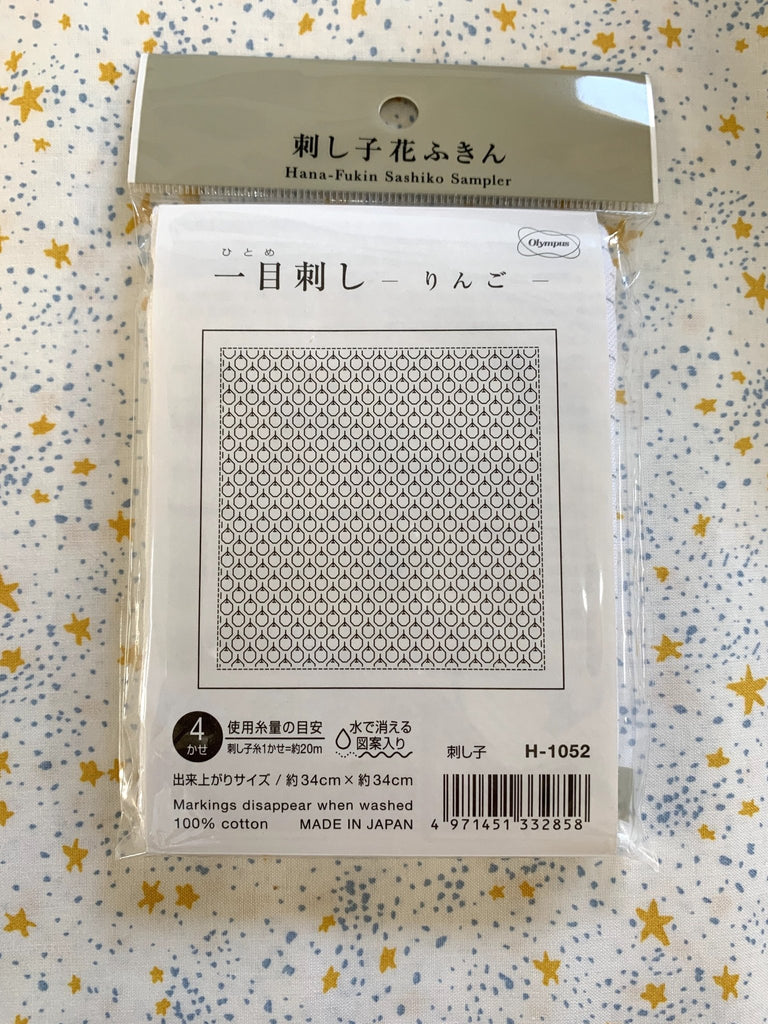 刺し子花ふきん
Hana-Fukin Sashiko Sampler
Olympus
ひとめ
一目刺し － りんご －
4
かせ
使用糸量の目安
刺し子糸1かせ=約20m
水で消える
図案入り
刺し子 H-1052
出来上がりサイズ / 約34cm×約34cm
Markings disappear when washed
100% cotton MADE IN JAPAN
4 971451 332858